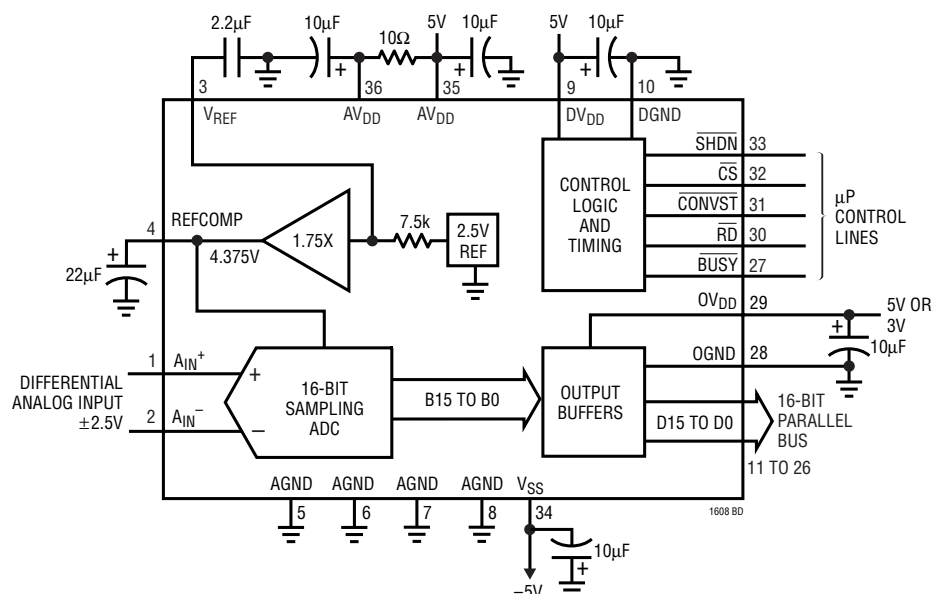 2.2µF
10µF
10Ω
5V
10µF
5V
10µF
3
36
35
9
10
VREF
AVDD
AVDD
DVDD
DGND
CONTROL
LOGIC
AND
TIMING
SHDN 33
CS 32
CONVST 31
RD 30
BUSY 27
µP
CONTROL
LINES
4
REFCOMP
4.375V
1.75X
7.5k
2.5V
REF
22µF
OVDD 29
5V OR
3V
10µF
OGND 28
DIFFERENTIAL
ANALOG INPUT
±2.5V
1 AIN+
2 AIN–
+
–
16-BIT
SAMPLING
ADC
B15 TO B0
OUTPUT
BUFFERS
D15 TO D0
16-BIT
PARALLEL
BUS
11 TO 26
AGND
AGND
AGND
AGND
VSS
5
6
7
8
34
1608 BD
10µF
–5V